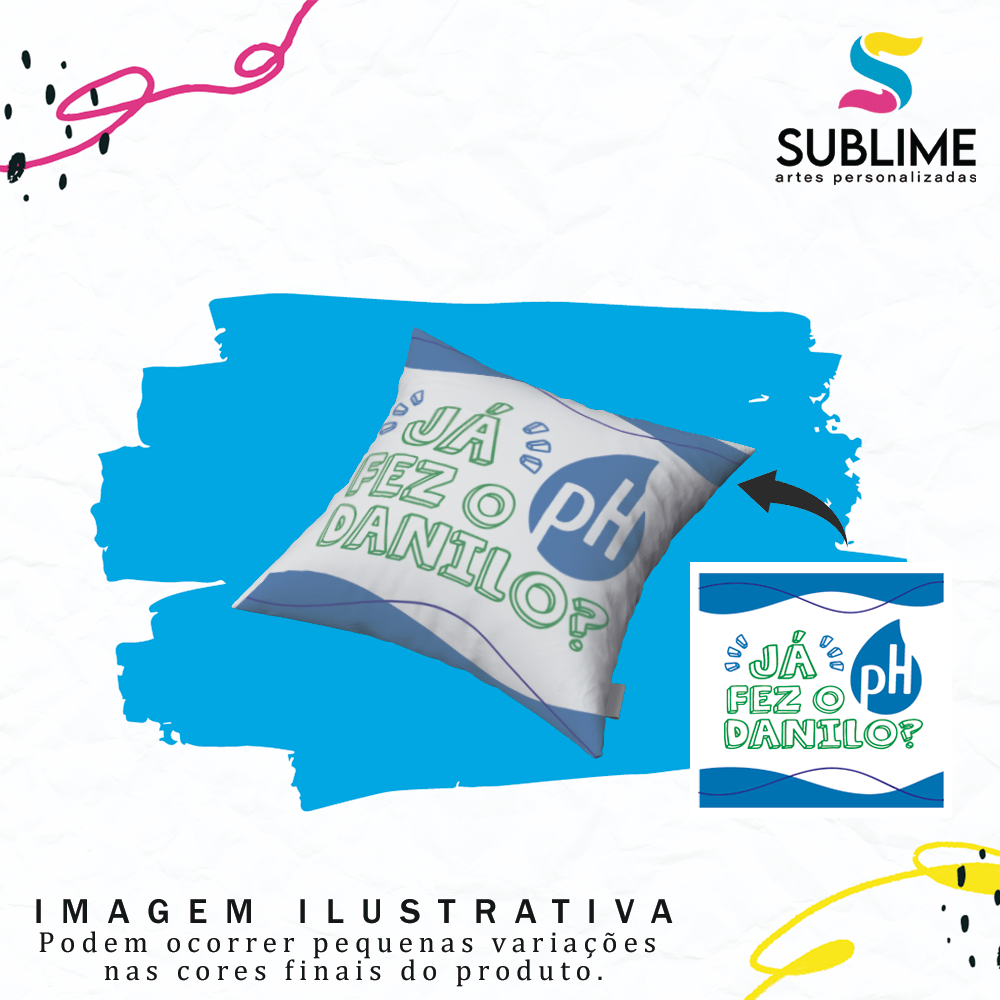 SUBLIME
artes personalizadas
JÁ
FEZ O
DANILO?
pH
JÁ
FEZ O
DANILO?
pH
IMAGEM ILUSTRATIVA
Podem ocorrer pequenas variações
nas cores finais do produto.